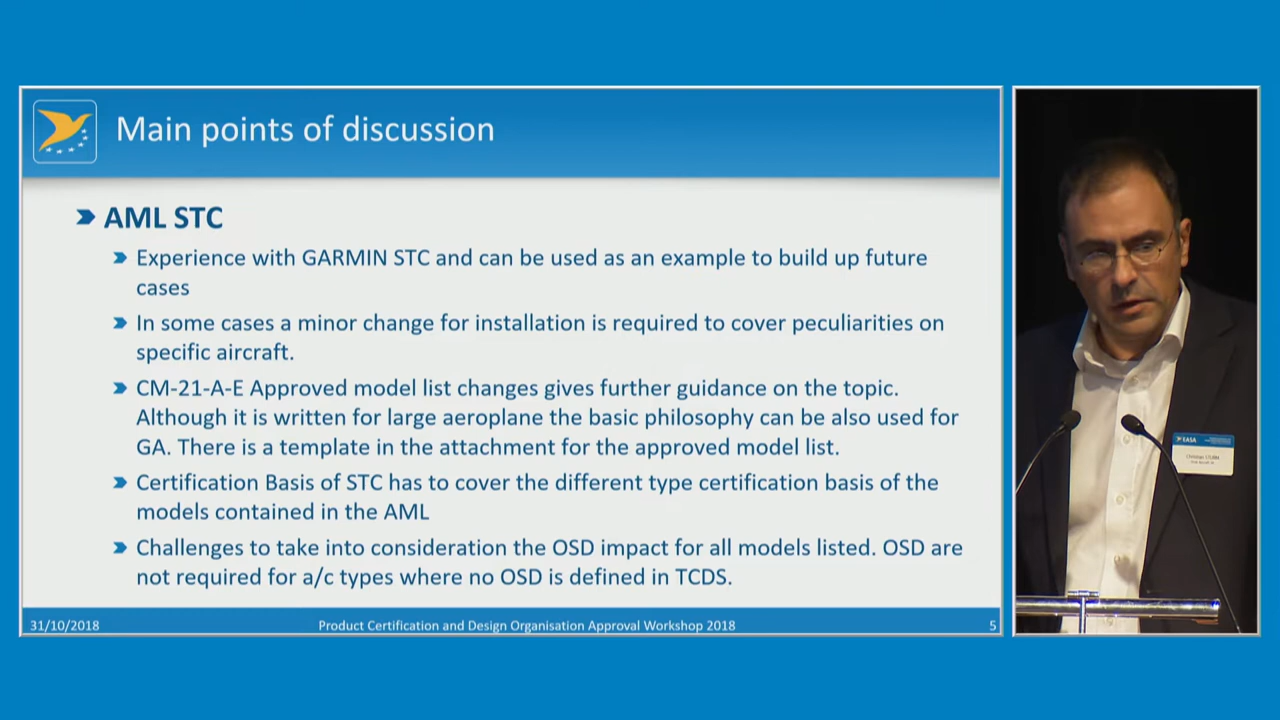 Main points of discussion
AML STC
Experience with GARMIN STC and can be used as an example to build up future
cases
In some cases a minor change for installation is required to cover peculiarities on
specific aircraft.
CM-21-A-E Approved model list changes gives further guidance on the topic.
Although it is written for large aeroplane the basic philosophy can be also used for
GA. There is a template in the attachment for the approved model list.
Certification Basis of STC has to cover the different type certification basis of the
models contained in the AML
Challenges to take into consideration the OSD impact for all models listed. OSD are
not required for a/c types where no OSD is defined in TCDS.
31/10/2018
Product Certification and Design Organisation Approval Workshop 2018
5
EASA
Christian